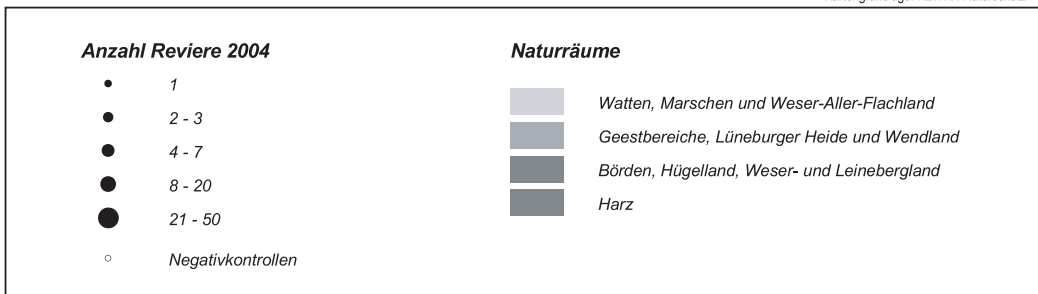 Anzahl Reviere 2004
1
2 - 3
4 - 7
8 - 20
21 - 50
Negativkontrollen
Naturräume
Watten, Marschen und Weser-Aller-Flachland
Geestbereiche, Lüneburger Heide und Wendland
Börden, Hügelland, Weser- und Leinebergland
Harz